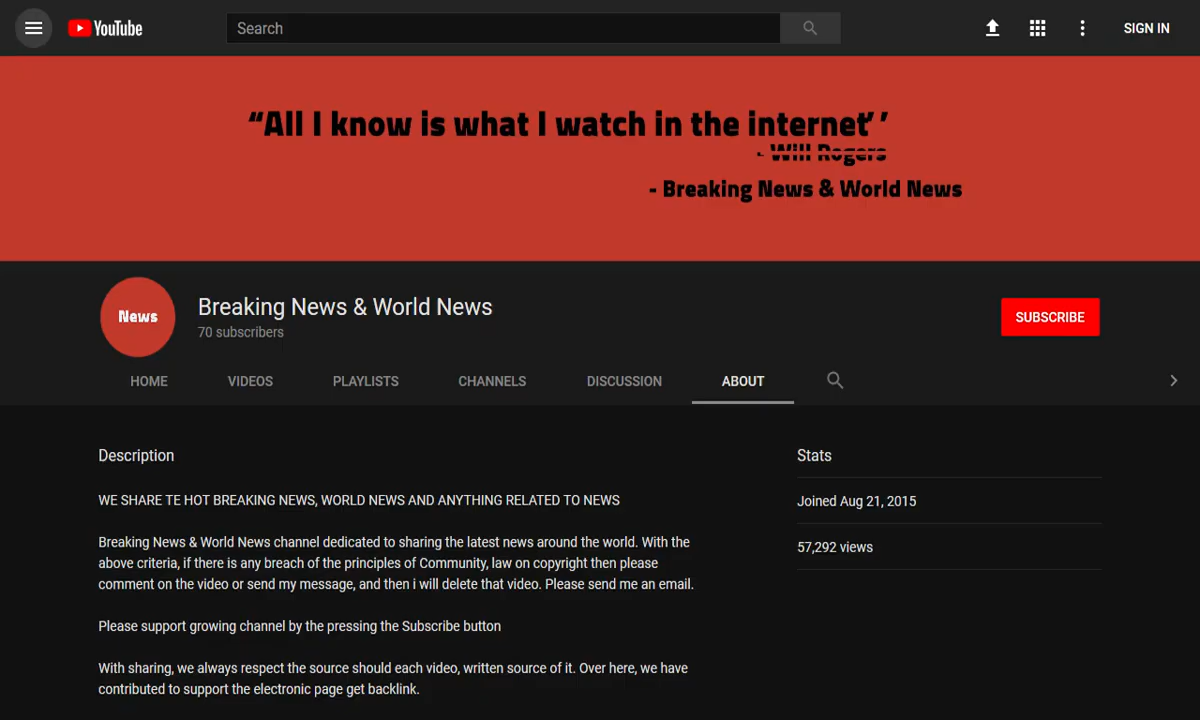 YouTube
Search
SIGN IN
“All I know is what I watch in the internet’’
- Will Rogers
- Breaking News & World News
News
Breaking News & World News
70 subscribers
SUBSCRIBE
HOME VIDEOS PLAYLISTS CHANNELS DISCUSSION ABOUT
Description
WE SHARE TE HOT BREAKING NEWS, WORLD NEWS AND ANYTHING RELATED TO NEWS
Breaking News & World News channel dedicated to sharing the latest news around the world. With the
above criteria, if there is any breach of the principles of Community, law on copyright then please
comment on the video or send my message, and then i will delete that video. Please send me an email.
Please support growing channel by the pressing the Subscribe button
With sharing, we always respect the source should each video, written source of it. Over here, we have
contributed to support the electronic page get backlink.
Stats
Joined Aug 21, 2015
57,292 views